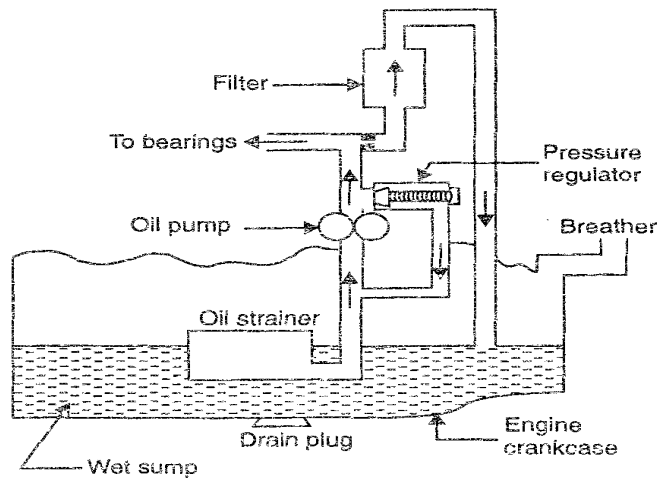 Filter
To bearings
Pressure
regulator
Oil pump
Breather
Oil strainer
Drain plug
Engine
crankcase
Wet sump